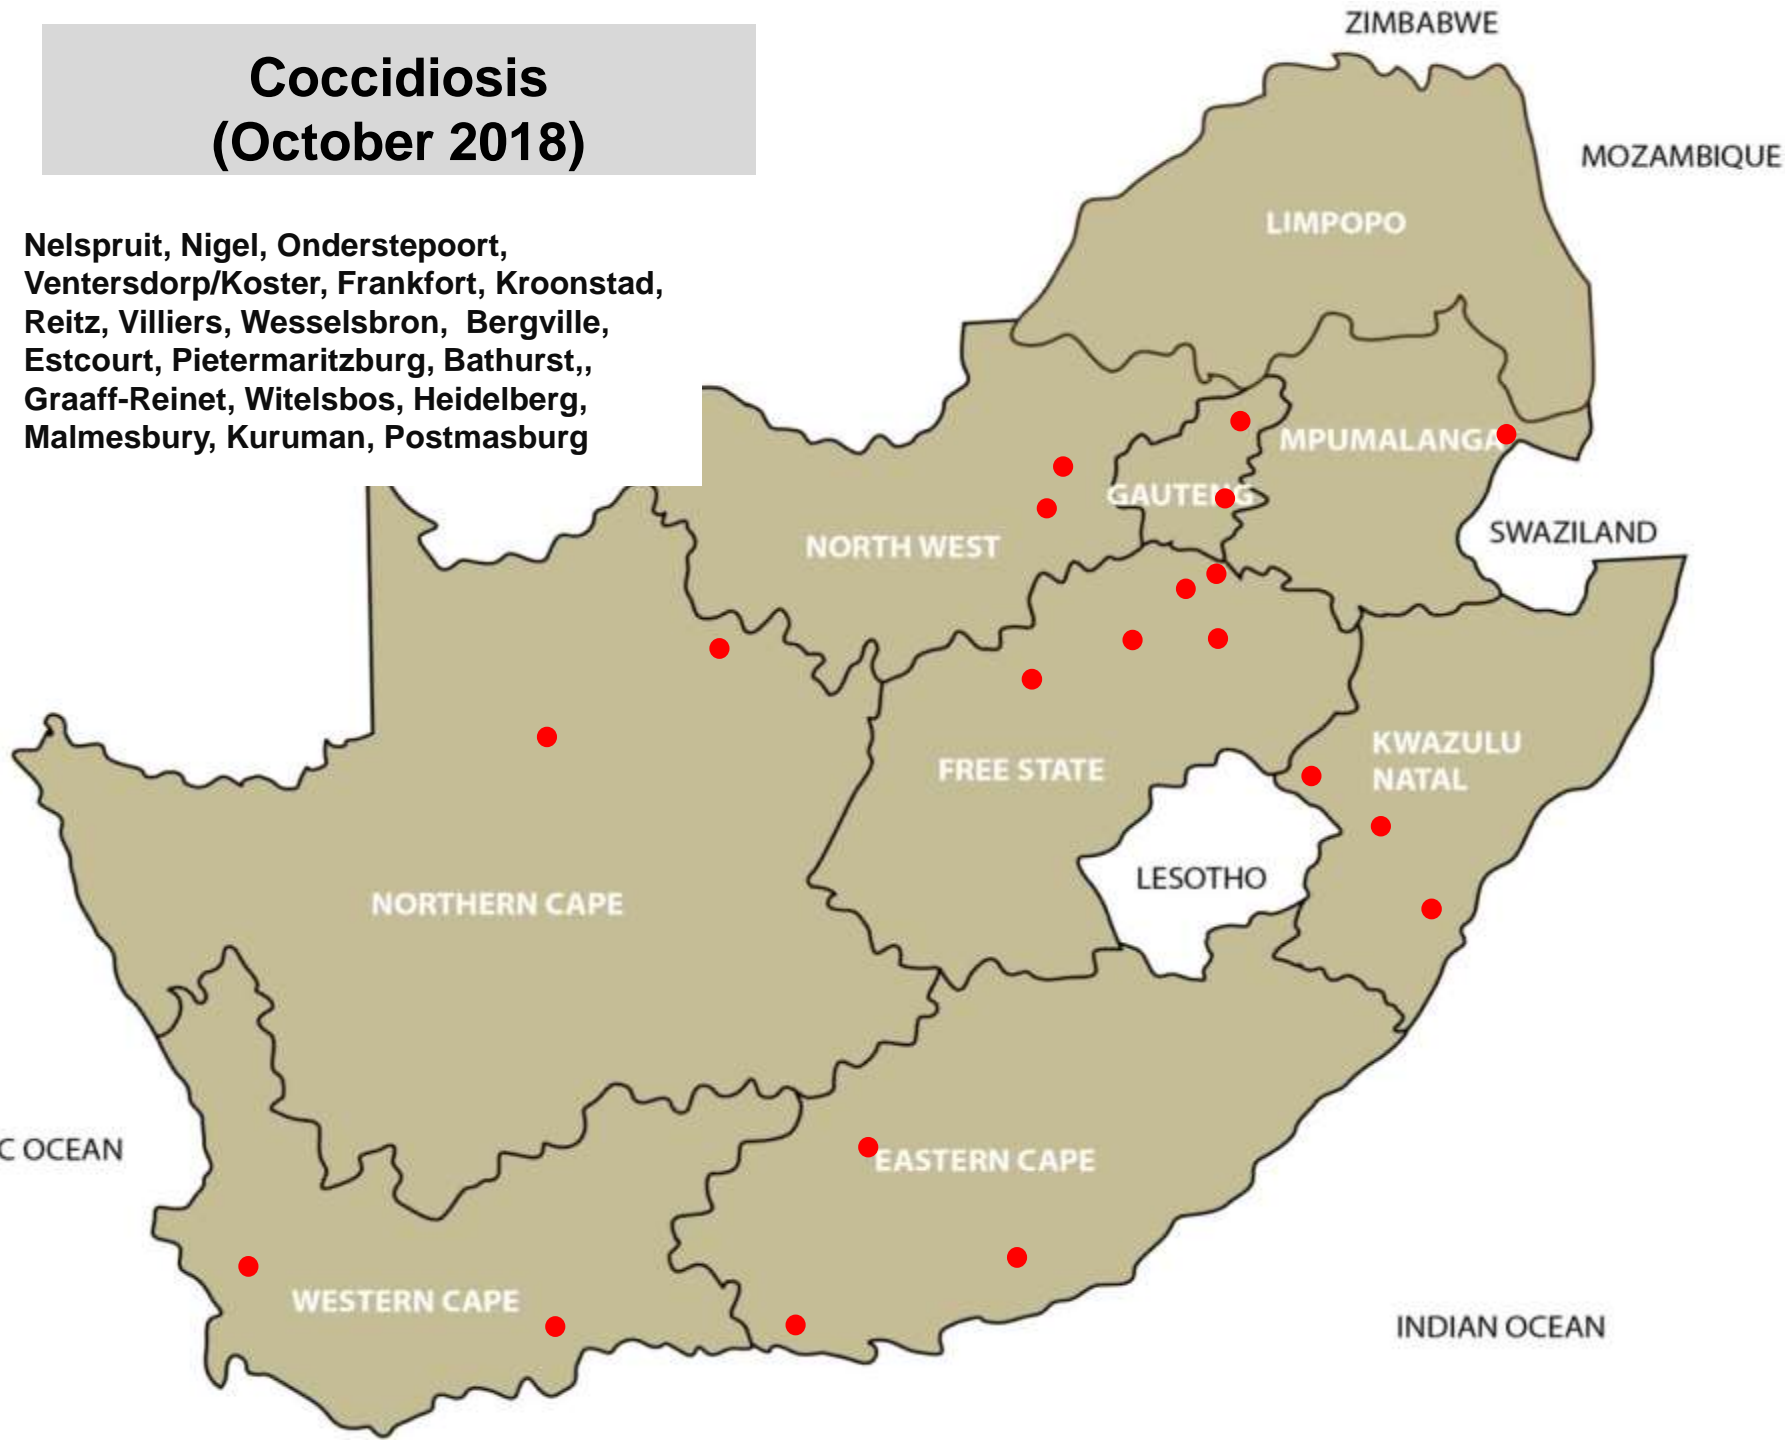 Coccidiosis
(October 2018)
Nelspruit, Nigel, Onderstepoort,
Ventersdorp/Koster, Frankfort, Kroonstad,
Reitz, Villiers, Wesselsbron, Bergville,
Estcourt, Pietermaritzburg, Bathurst,,
Graaff-Reinet, Witelsbos, Heidelberg,
Malmesbury, Kuruman, Postmasburg
ZIMBABWE
MOZAMBIQUE
LIMPOPO
MPUMALANGA
GAUTENG
SWAZILAND
NORTH WEST
KWAZULU
NATAL
FREE STATE
LESOTHO
NORTHERN CAPE
C OCEAN
EASTERN CAPE
WESTERN CAPE
INDIAN OCEAN